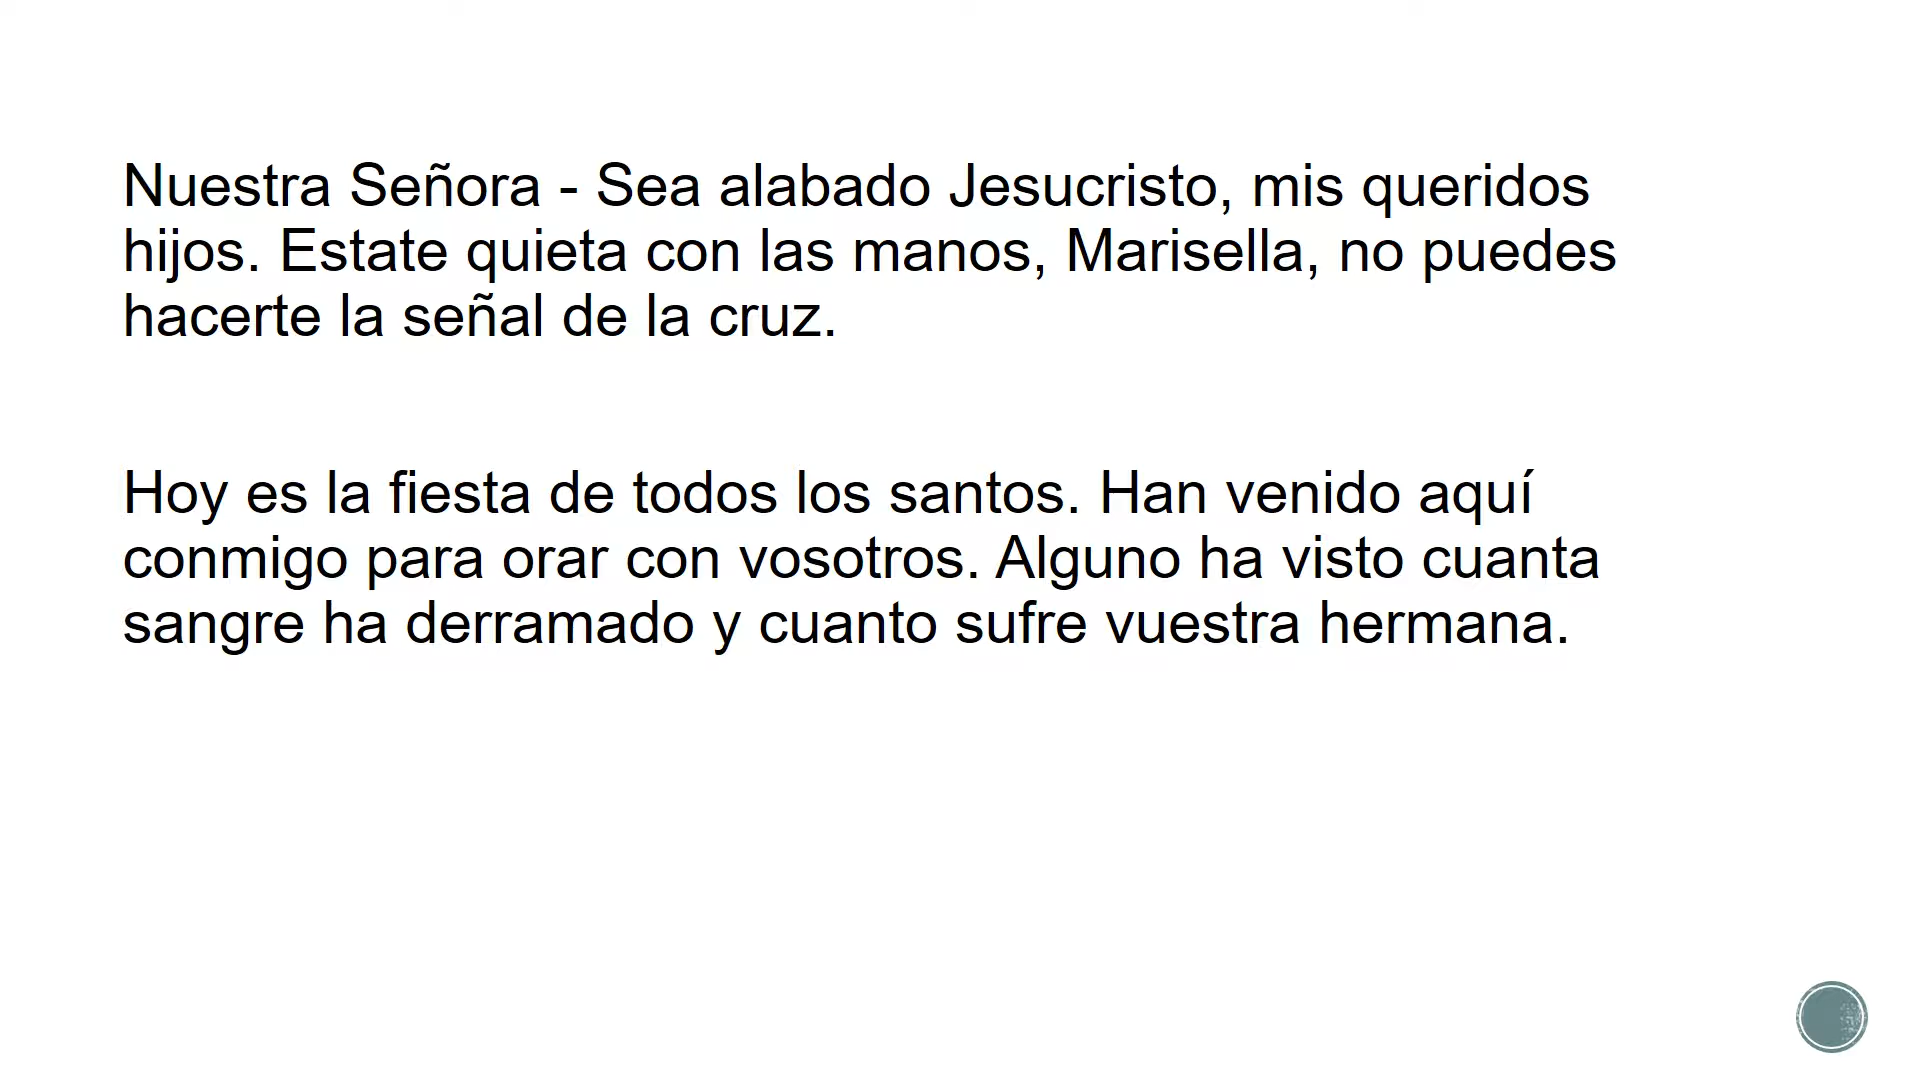 Nuestra Señora - Sea alabado Jesucristo, mis queridos
hijos. Estate quieta con las manos, Marisella, no puedes
hacerte la señal de la cruz.
Hoy es la fiesta de todos los santos. Han venido aquí
conmigo para orar con vosotros. Alguno ha visto cuanta
sangre ha derramado y cuanto sufre vuestra hermana.